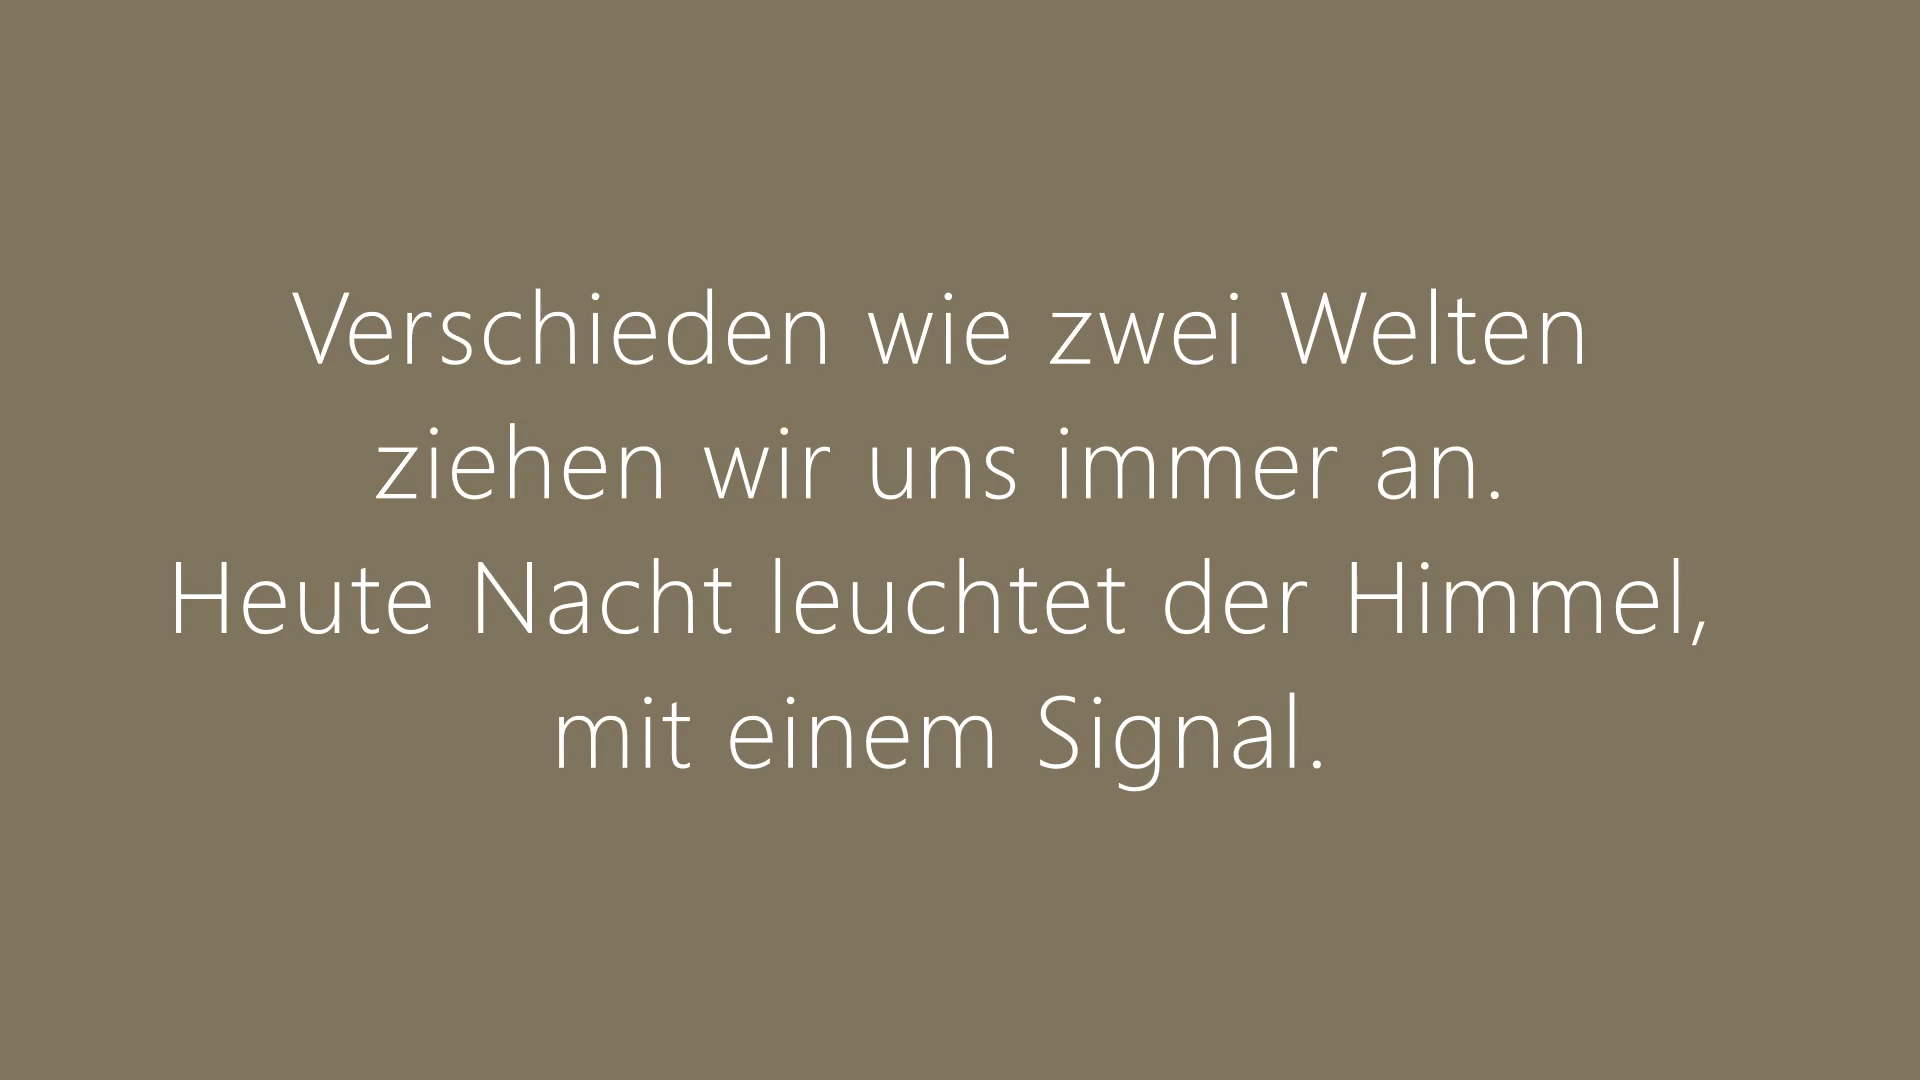 Verschieden wie zwei Welten
ziehen wir uns immer an.
Heute Nacht leuchtet der Himmel,
mit einem Signal.